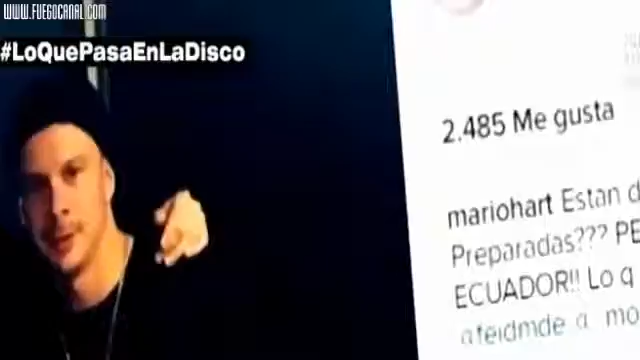 WWW.FUEGOCANAL.COM
#LoQuePasaEnLaDisco
2.485 Me gusta
mariohart Estan d
Preparadas??? PE
ECUADOR!! Lo q